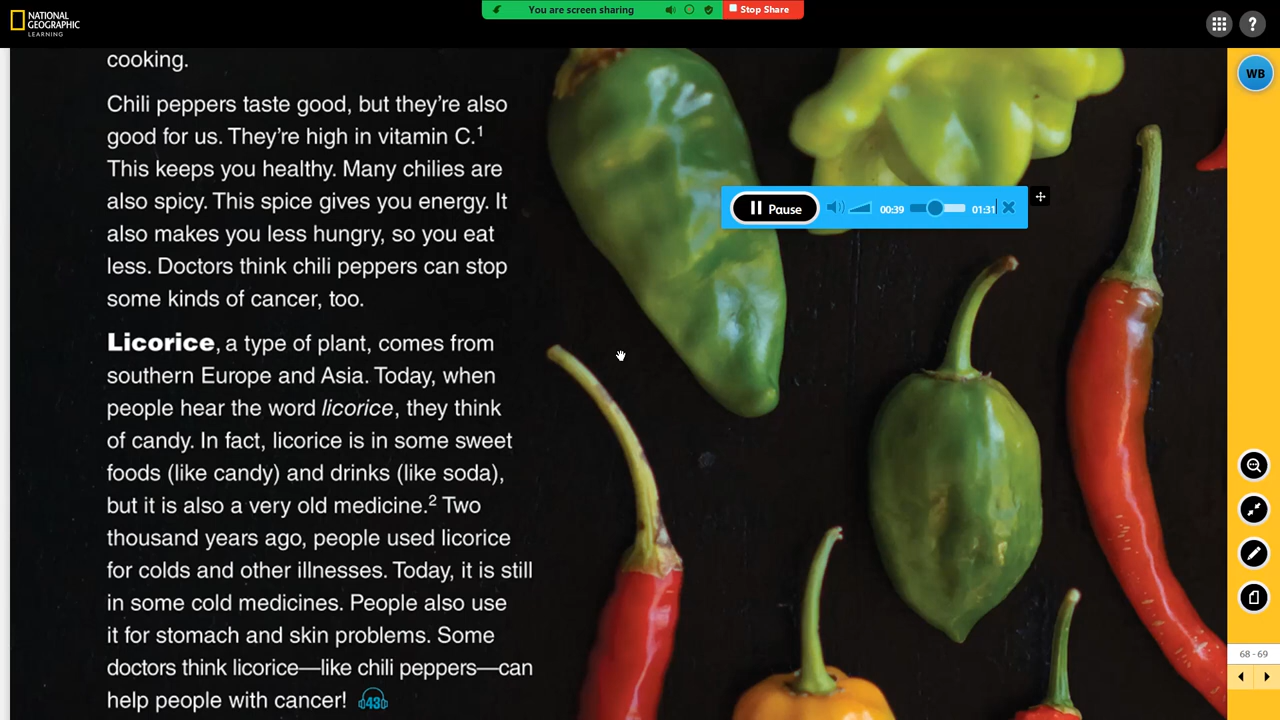 NATIONAL
GEOGRAPHIC
LEARNING
You are screen sharing
Stop Share
?
WB
cooking.
Chili peppers taste good, but they’re also
good for us. They’re high in vitamin C.¹
This keeps you healthy. Many chilies are
also spicy. This spice gives you energy. It
also makes you less hungry, so you eat
less. Doctors think chili peppers can stop
some kinds of cancer, too.
Pause
00:39
01:31
Licorice, a type of plant, comes from
southern Europe and Asia. Today, when
people hear the word licorice, they think
of candy. In fact, licorice is in some sweet
foods (like candy) and drinks (like soda),
but it is also a very old medicine.² Two
thousand years ago, people used licorice
for colds and other illnesses. Today, it is still
in some cold medicines. People also use
it for stomach and skin problems. Some
doctors think licorice—like chili peppers—can
help people with cancer! 43
68 - 69